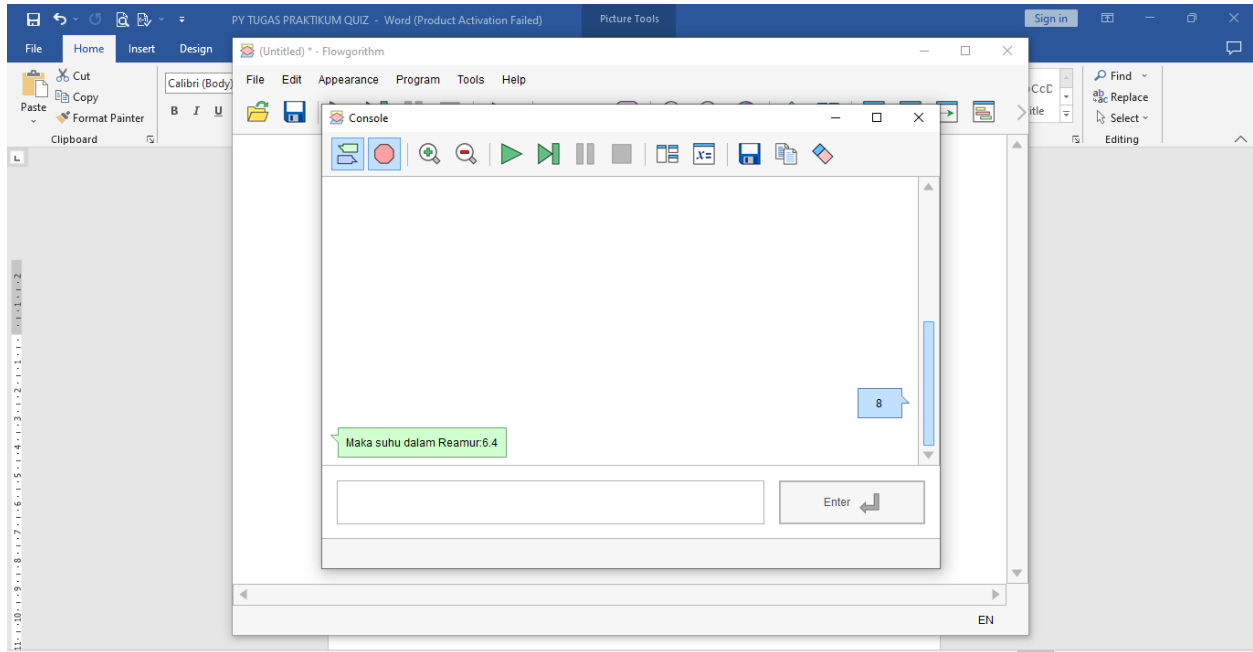 PY TUGAS PRAKTIKUM QUIZ - Word (Product Activation Failed)
Picture Tools
Sign in
File
Home
Insert
Design
Cut
Copy
Format Painter
Paste
Clipboard
Calibri (Body)
B I U
(Untitled) * - Flowgorithm
File Edit Appearance Program Tools Help
Console
x=
8
Maka suhu dalam Reamur:6.4
Enter
EN
Find
Replace
Select
Editing